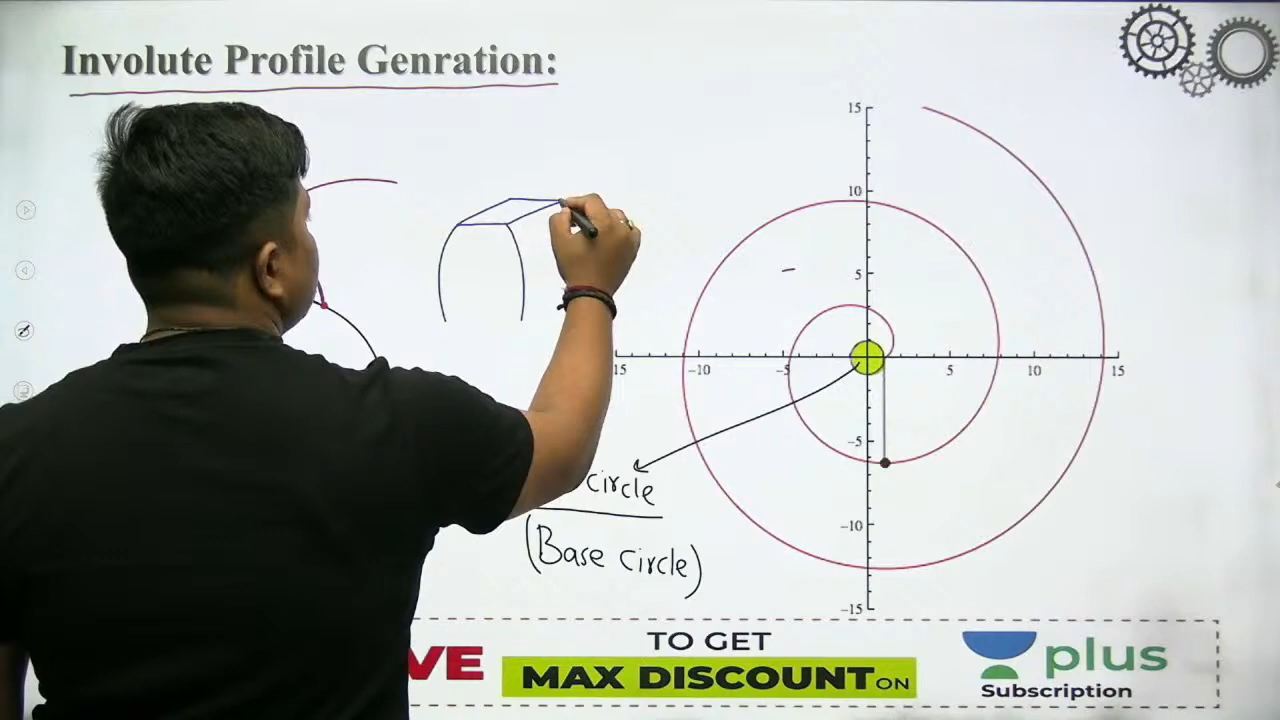 Involute Profile Genration:
15
10
5
15
-10
-5
5
10
15
-5
-10
-15
circle
(Base circle)
VE
TO GET
MAX DISCOUNT ON
plus
Subscription